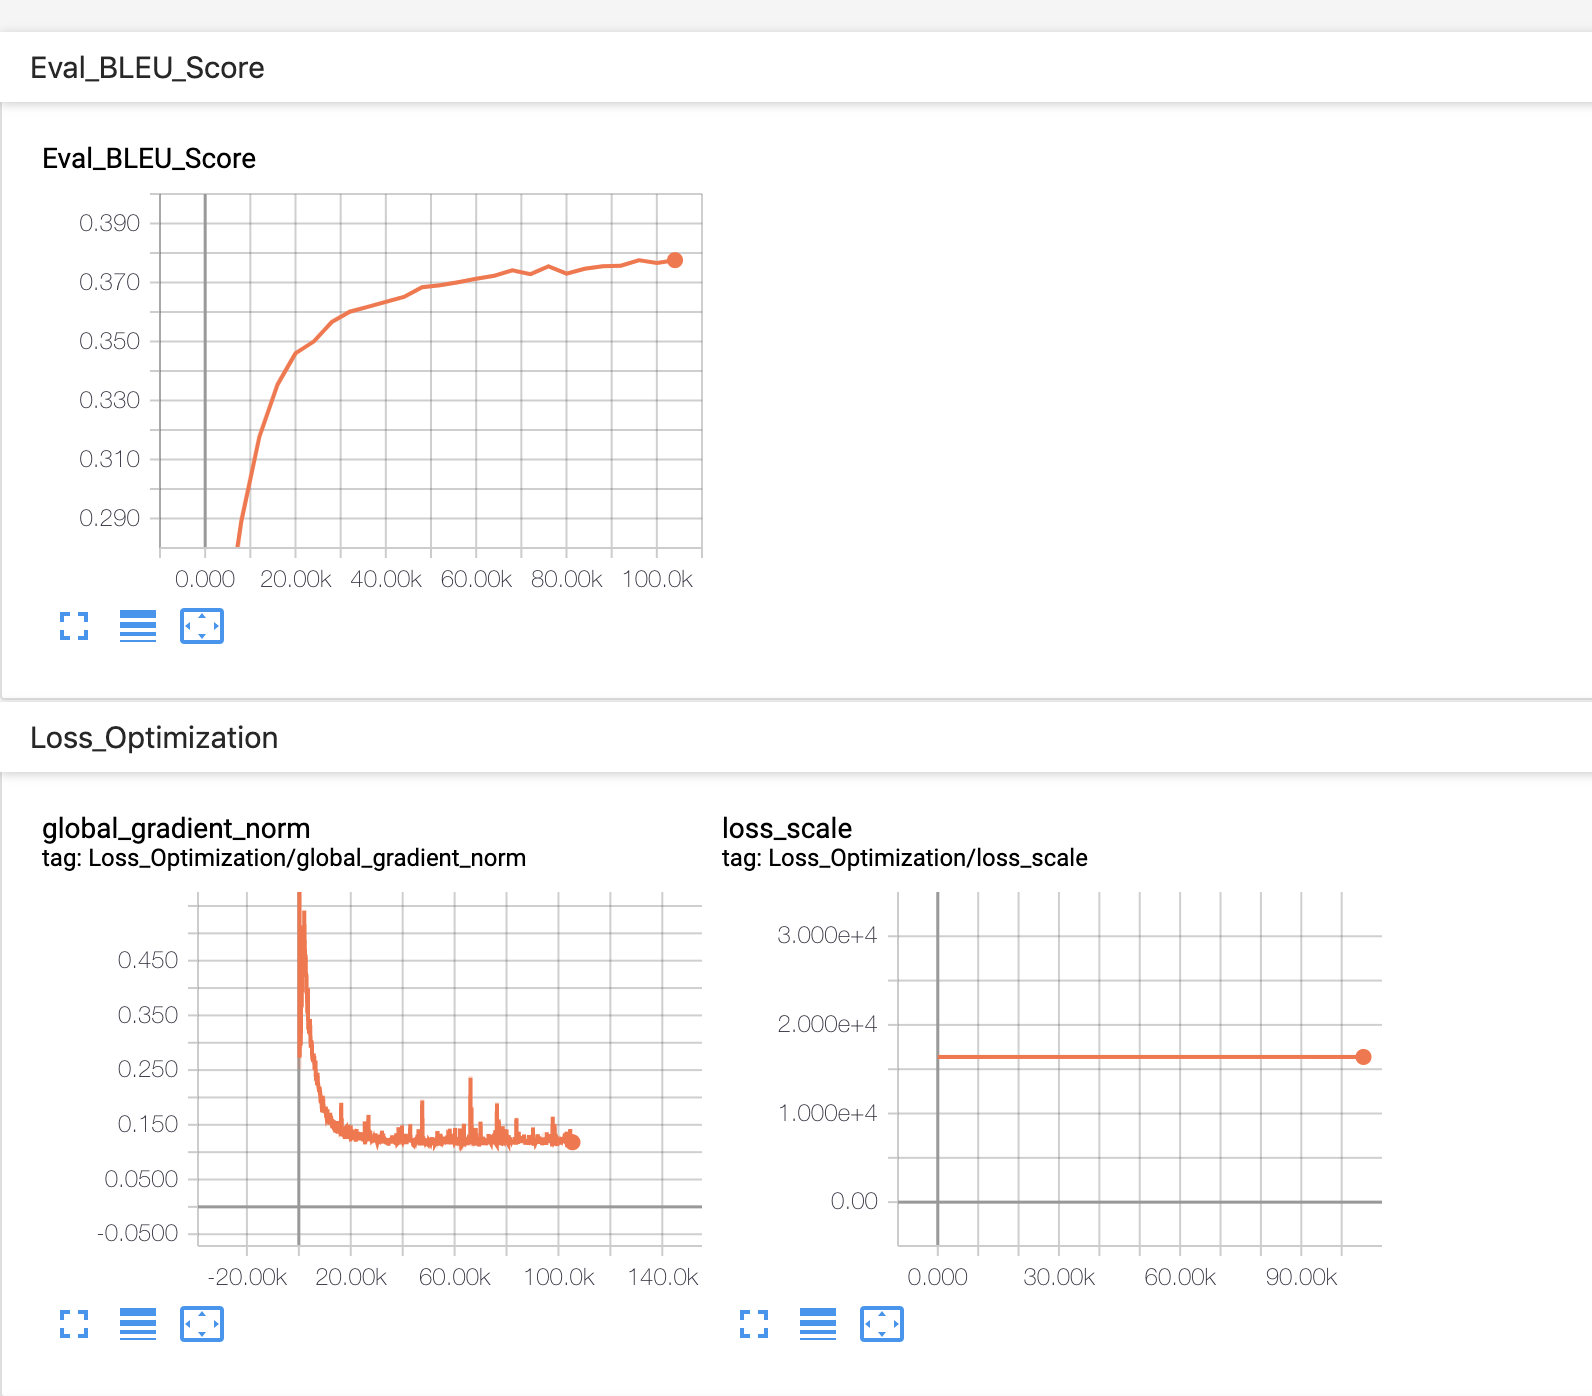 Eval_BLEU_Score
Eval_BLEU_Score
0.390
0.370
0.350
0.330
0.310
0.290
0.000 20.00k 40.00k 60.00k 80.00k 100.0k
Loss_Optimization
global_gradient_norm
tag: Loss_Optimization/global_gradient_norm
0.450
0.350
0.250
0.150
0.0500
-0.0500
-20.00k 20.00k 60.00k 100.0k 140.0k
loss_scale
tag: Loss_Optimization/loss_scale
3.000e+4
2.000e+4
1.000e+4
0.00
0.000 30.00k 60.00k 90.00k